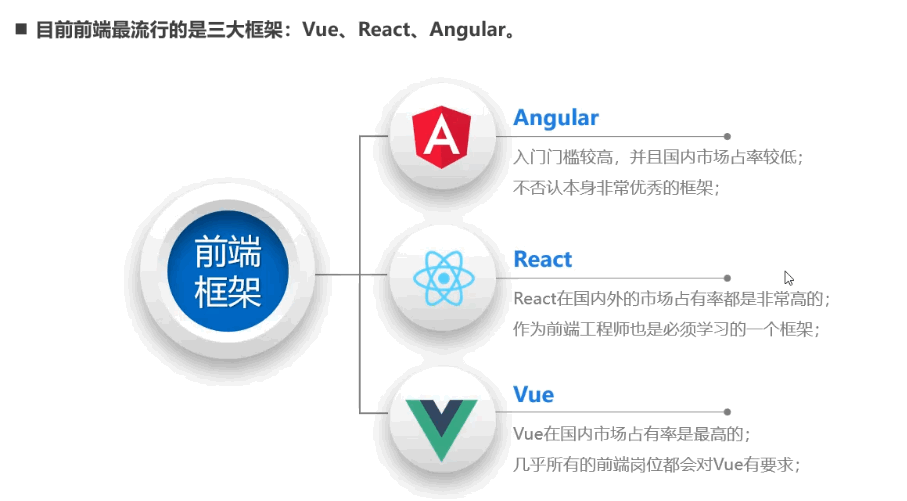 ■ 目前前端最流行的是三大框架：Vue、React、Angular。
前端
框架
Angular
入门门槛较高，并且国内市场占率较低；
不否认本身非常优秀的框架；
React
React在国内外的市场占有率都是非常高的；
作为前端工程师也是必须学习的一个框架；
Vue
Vue在国内市场占有率是最高的；
几乎所有的前端岗位都会对Vue有要求；